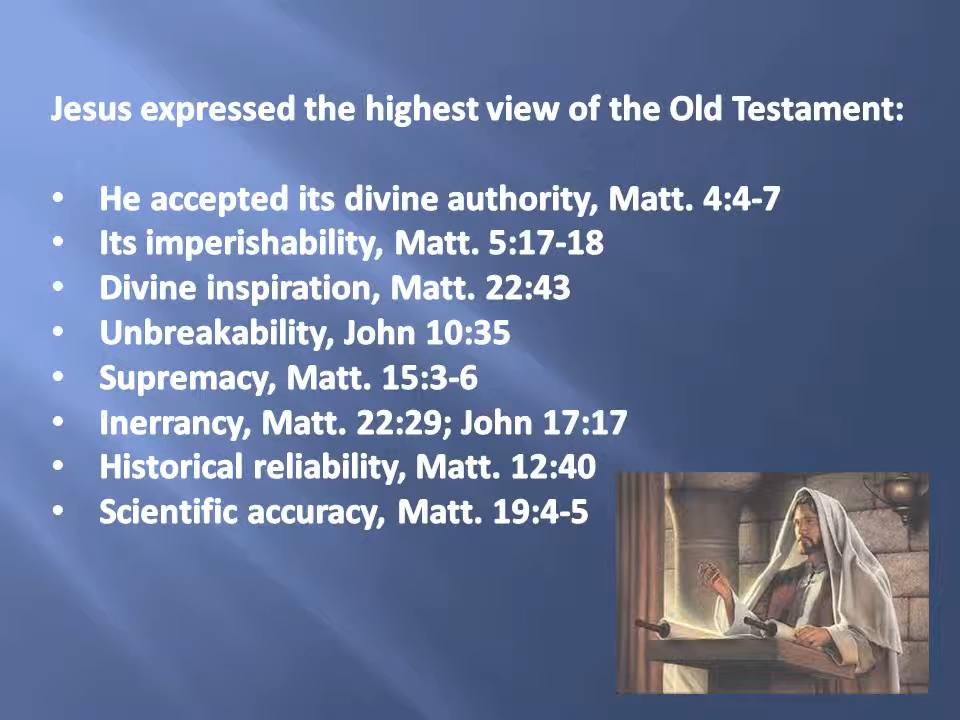 Jesus expressed the highest view of the Old Testament:
• He accepted its divine authority, Matt. 4:4-7
• Its imperishability, Matt. 5:17-18
• Divine inspiration, Matt. 22:43
• Unbreakability, John 10:35
• Supremacy, Matt. 15:3-6
• Inerrancy, Matt. 22:29; John 17:17
• Historical reliability, Matt. 12:40
• Scientific accuracy, Matt. 19:4-5